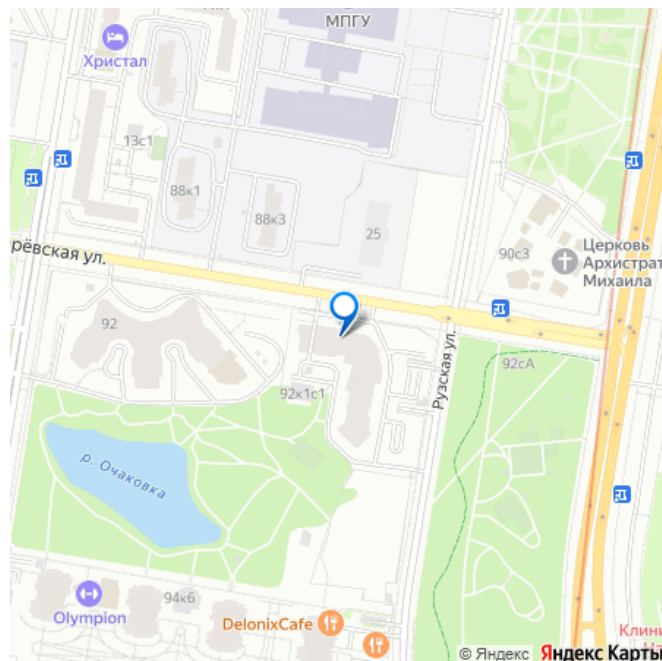 МПГУ
Христал
13с1
88к1
88к3
25
90с3
Церковь
Архистрат
Михаила
рёвская ул.
92
92к1с1
Рузская ул.
92сА
р. Очаковка
94к6
Olympion
DelonixCafe
Клини
© Яндекс Яндекс Карты